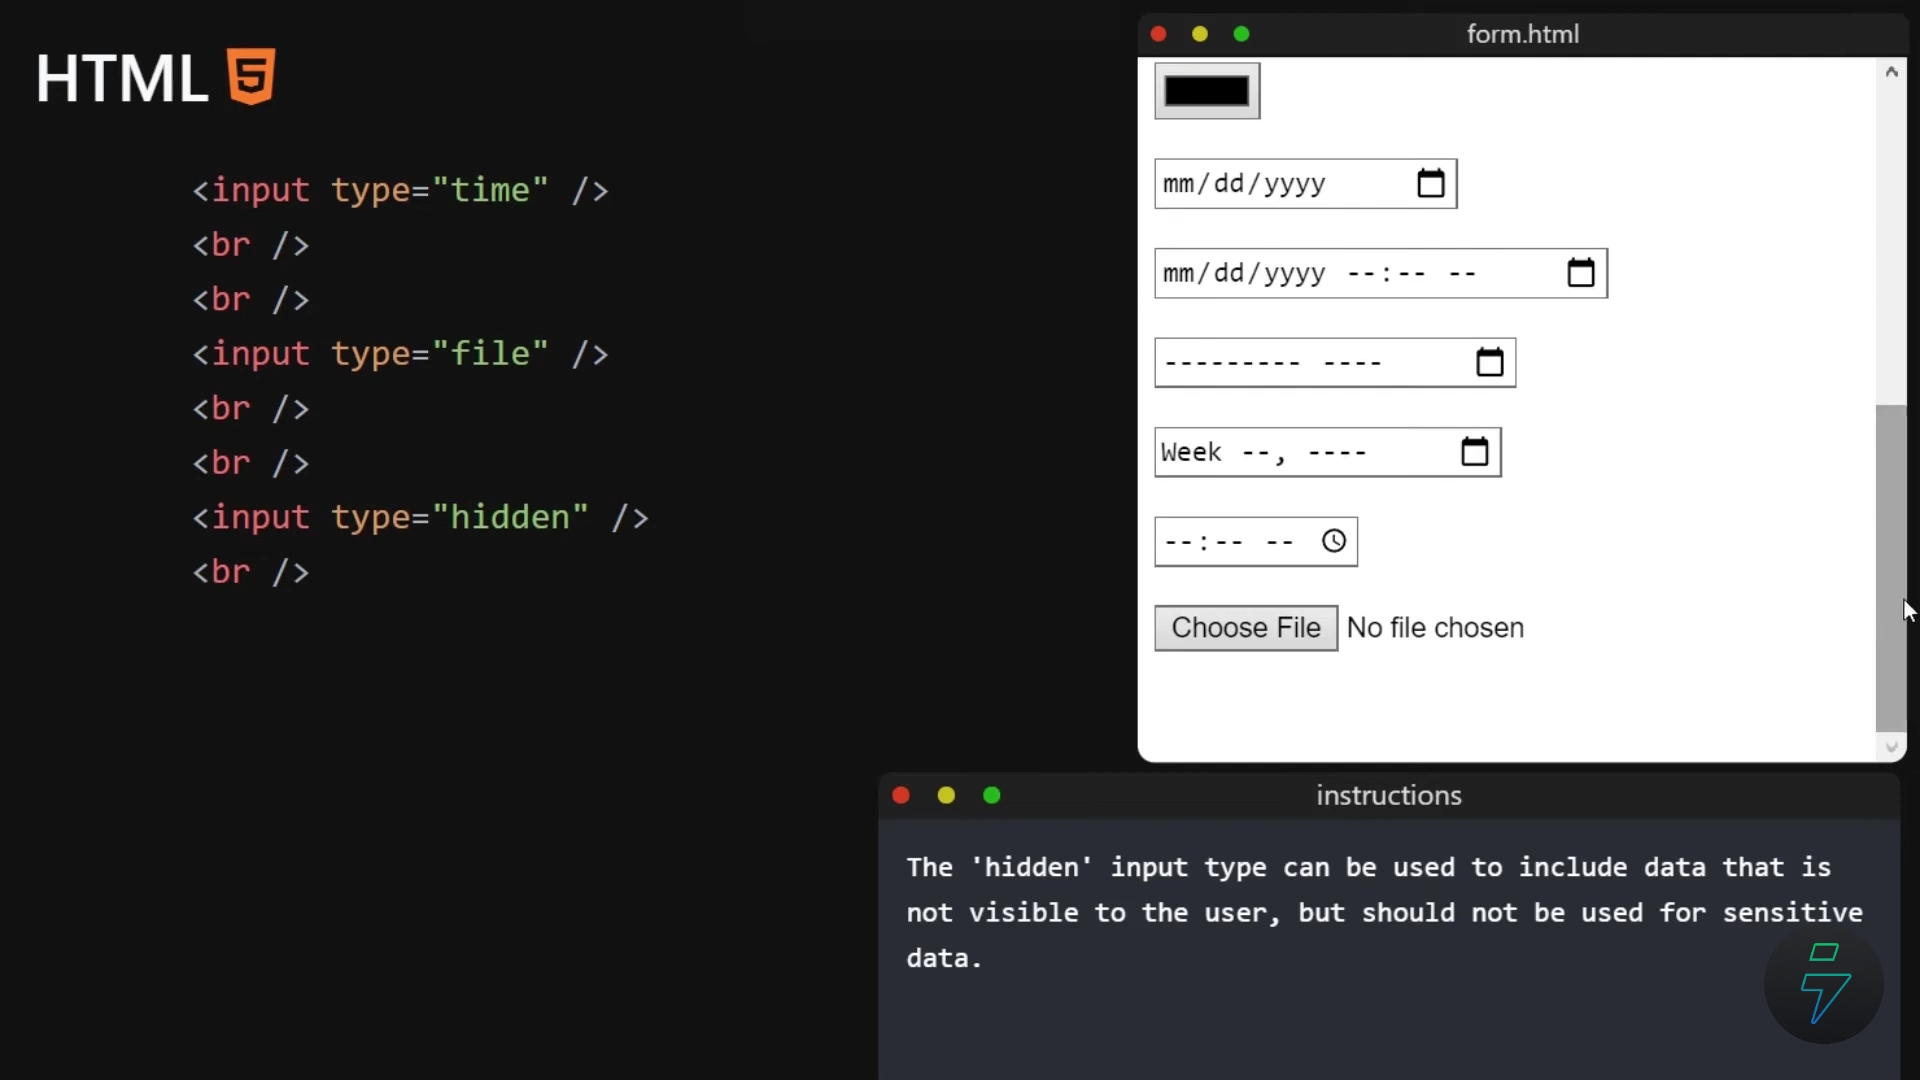 HTML 5
<input type="time" />
<br />
<br />
<input type="file" />
<br />
<br />
<input type="hidden" />
<br />
form.html
mm/dd/yyyy
mm/dd/yyyy --:-- --
--------- ----
Week --, ----
--:-- --
Choose File No file chosen
instructions
The 'hidden' input type can be used to include data that is
not visible to the user, but should not be used for sensitive
data.